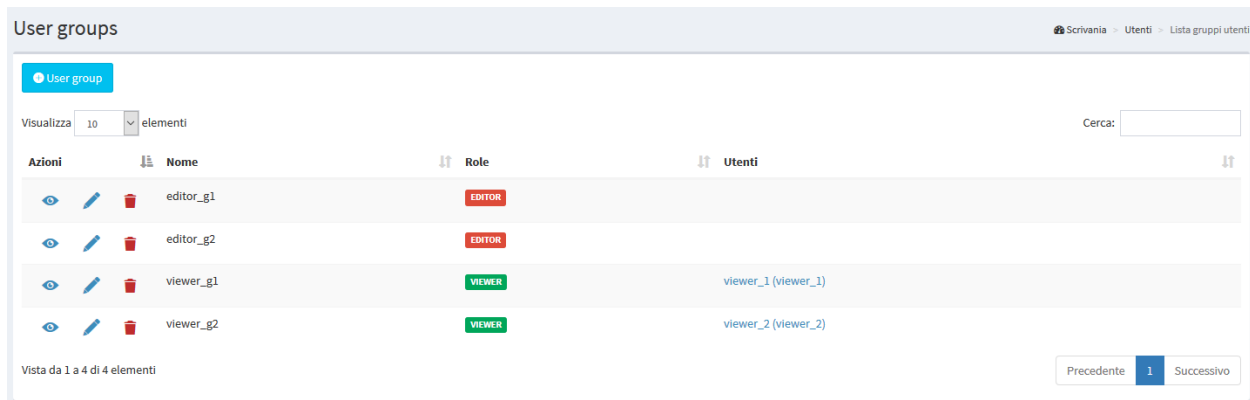 User groups
Scrivania > Utenti > Lista gruppi utenti
User group
Visualizza 10 elementi
Cerca:
Azioni Nome Role Utenti
editor_g1 EDITOR
editor_g2 EDITOR
viewer_g1 VIEWER viewer_1 (viewer_1)
viewer_g2 VIEWER viewer_2 (viewer_2)
Vista da 1 a 4 di 4 elementi
Precedente 1 Successivo